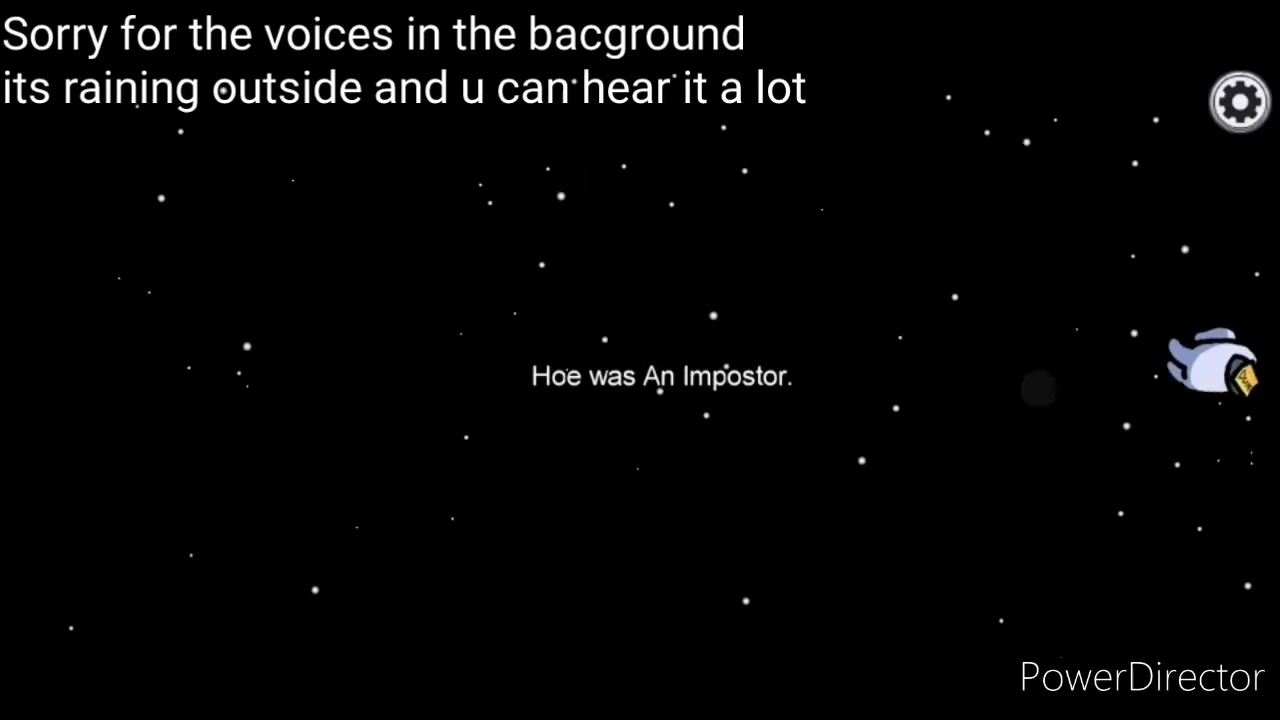 Sorry for the voices in the bacground
its raining outside and u can hear it a lot
Hoe was An Impostor.
DUM
PowerDirector